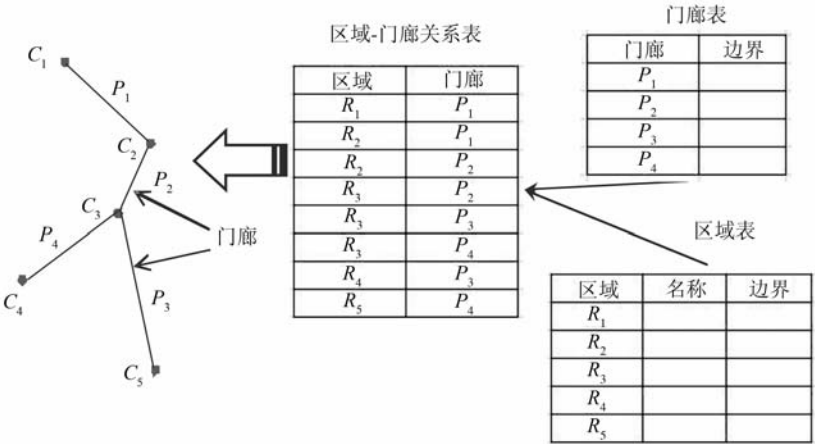 C1
P1
C2
P2
C3
P4
门廊
P3
C4
C5
区域-门廊关系表
区域 门廊
R1 P1
R2 P1
R2 P2
R3 P2
R3 P3
R3 P4
R4 P3
R5 P4
门廊表
门廊 边界
P1
P2
P3
P4
区域表
区域 名称 边界
R1
R2
R3
R4
R5